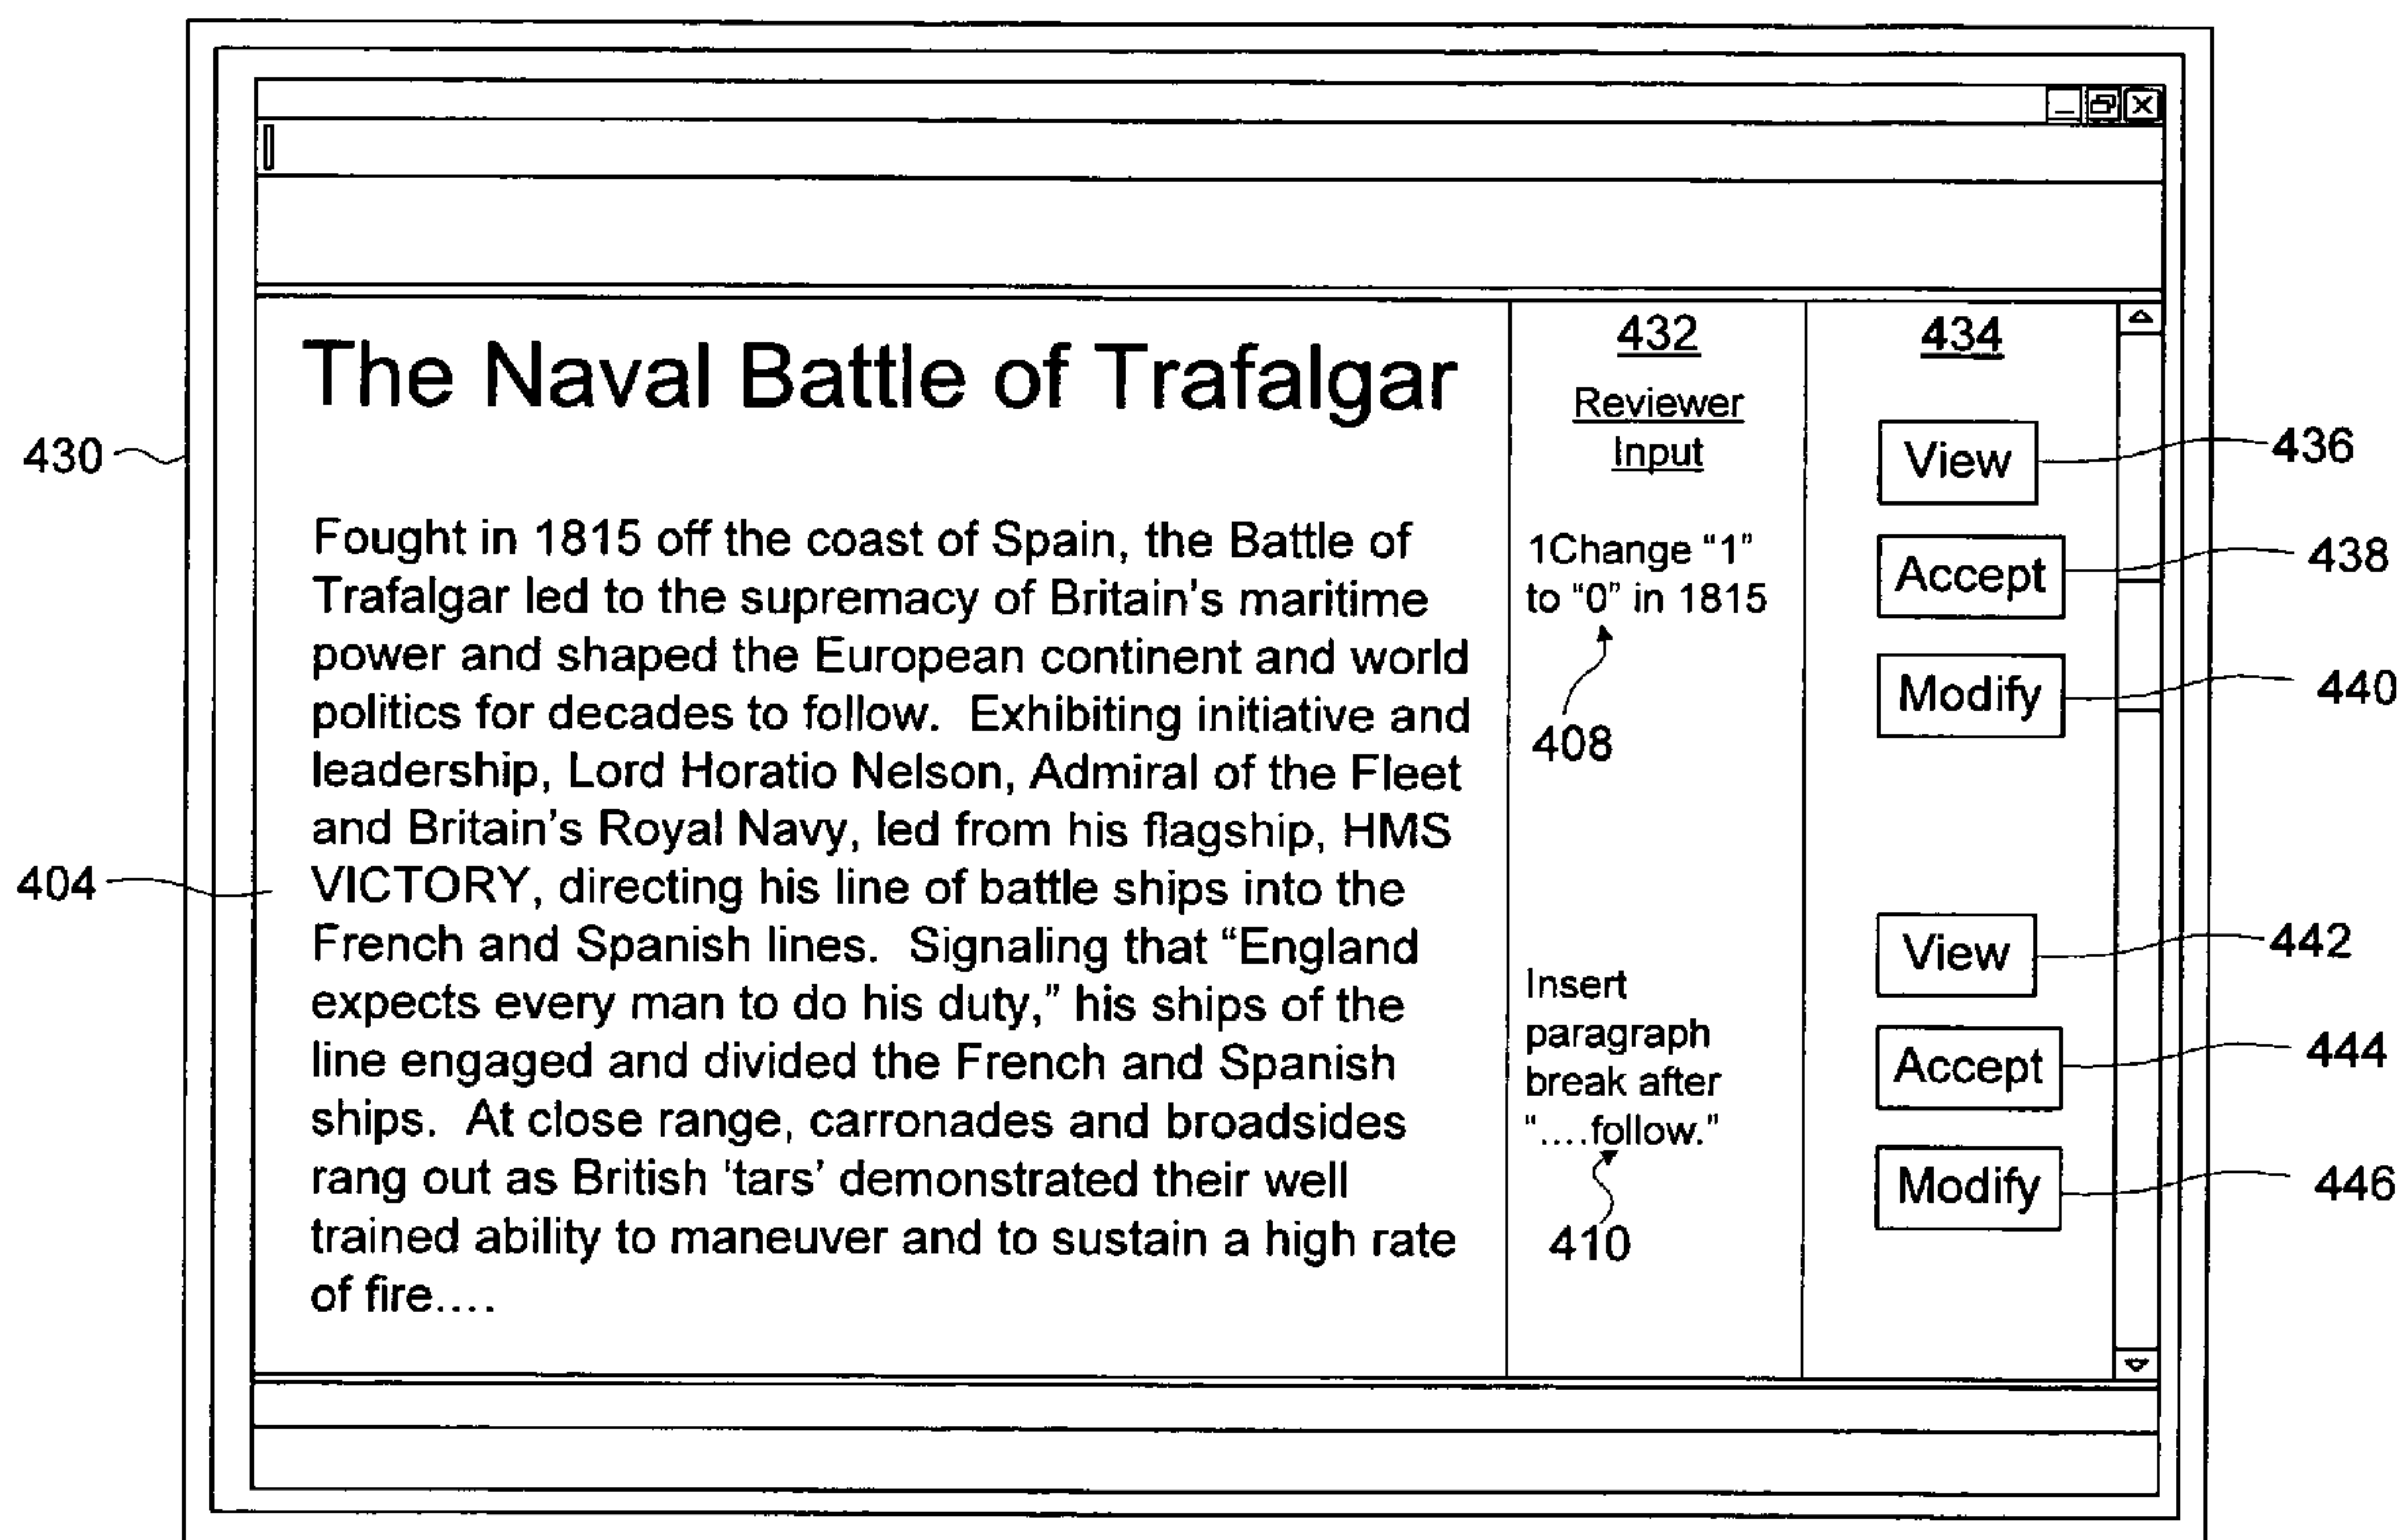 The Naval Battle of Trafalgar
Fought in 1815 off the coast of Spain, the Battle of
Trafalgar led to the supremacy of Britain's maritime
power and shaped the European continent and world
politics for decades to follow.  Exhibiting initiative and
leadership, Lord Horatio Nelson, Admiral of the Fleet
and Britain's Royal Navy, led from his flagship, HMS
VICTORY, directing his line of battle ships into the
French and Spanish lines.  Signaling that “England
expects every man to do his duty,” his ships of the
line engaged and divided the French and Spanish
ships.  At close range, carronades and broadsides
rang out as British ‘tars’ demonstrated their well
trained ability to maneuver and to sustain a high rate
of fire....
432
Reviewer
Input
1Change “1”
to “0” in 1815
408
Insert
paragraph
break after
“....follow.”
410
434
View
Accept
Modify
View
Accept
Modify
430
404
436
438
440
442
444
446